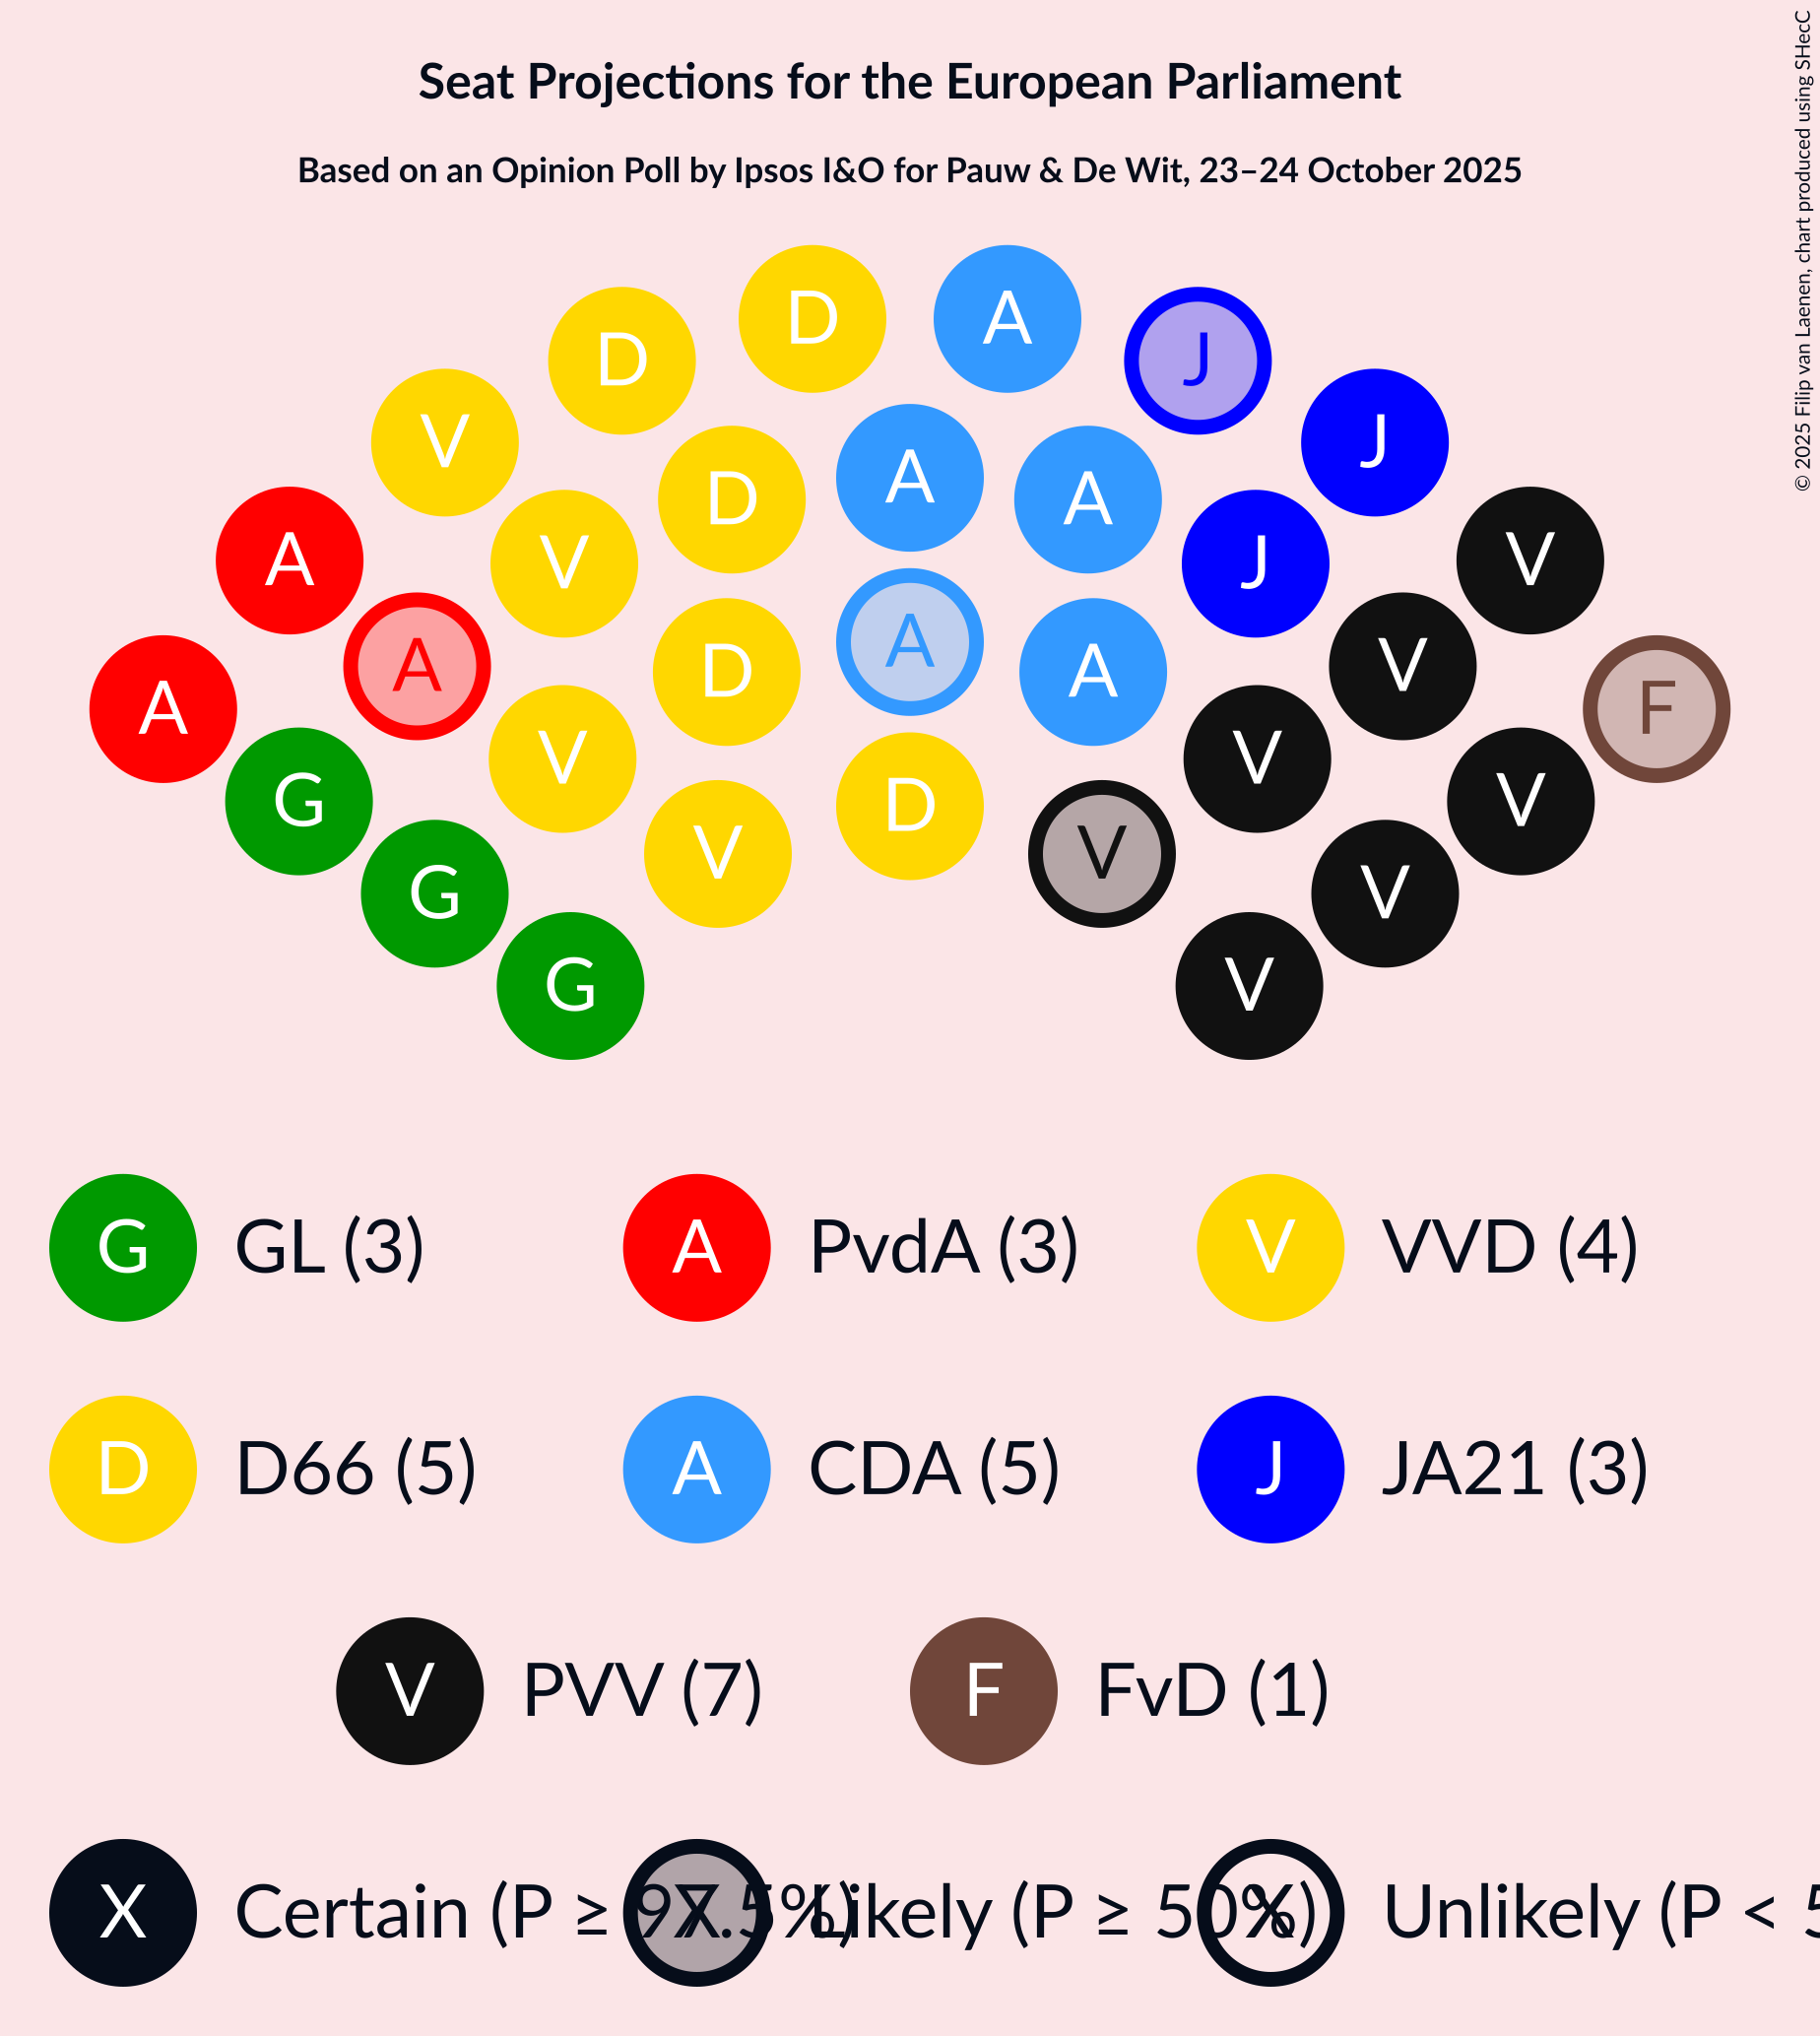 Seat Projections for the European Parliament
Based on an Opinion Poll by Ipsos I&O for Pauw & De Wit, 23–24 October 2025
© 2025 Filip van Laenen, chart produced using SHecC
D A
D J
V J
D A A
A V J V
A V
A D A
A V V F
G D V
V V
G V
G V
G GL (3) A PvdA (3) V VVD (4)
D D66 (5) A CDA (5) J JA21 (3)
V PVV (7) F FvD (1)
X Certain (P ≥ 97.5%) X Likely (P ≥ 50%) X Unlikely (P < 5